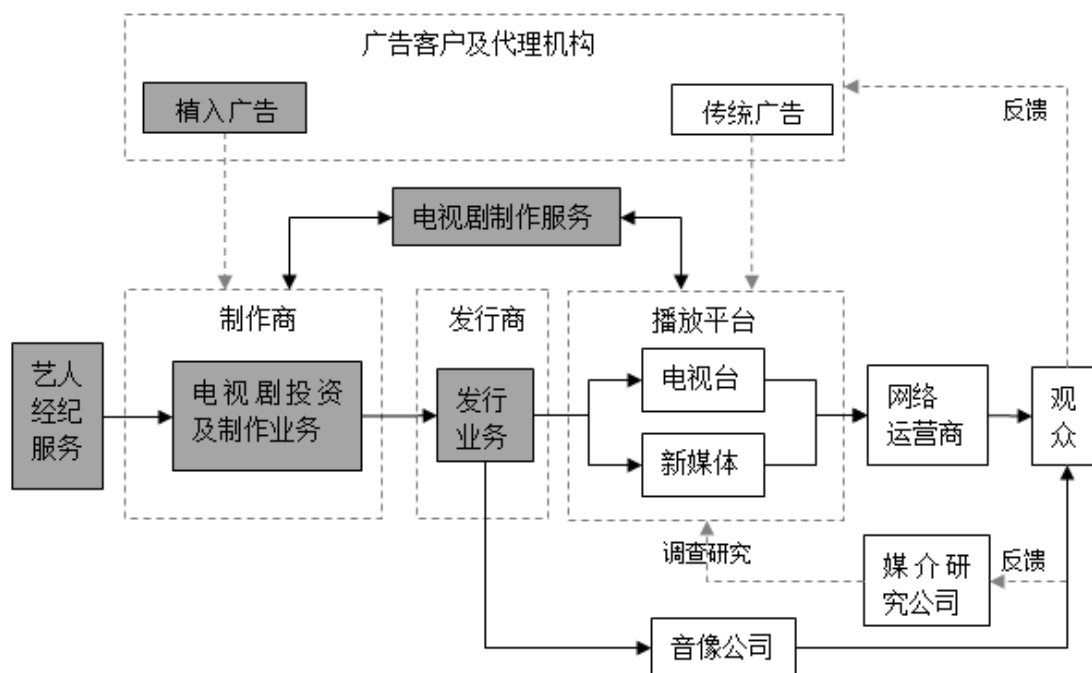 广告客户及代理机构
植入广告
传统广告
反馈
电视剧制作服务
制作商
发行商
播放平台
艺人
经纪
服务
电视剧投资
及制作业务
发行
业务
电视台
新媒体
网络
运营商
观
众
调查研究
媒介研
究公司
反馈
音像公司